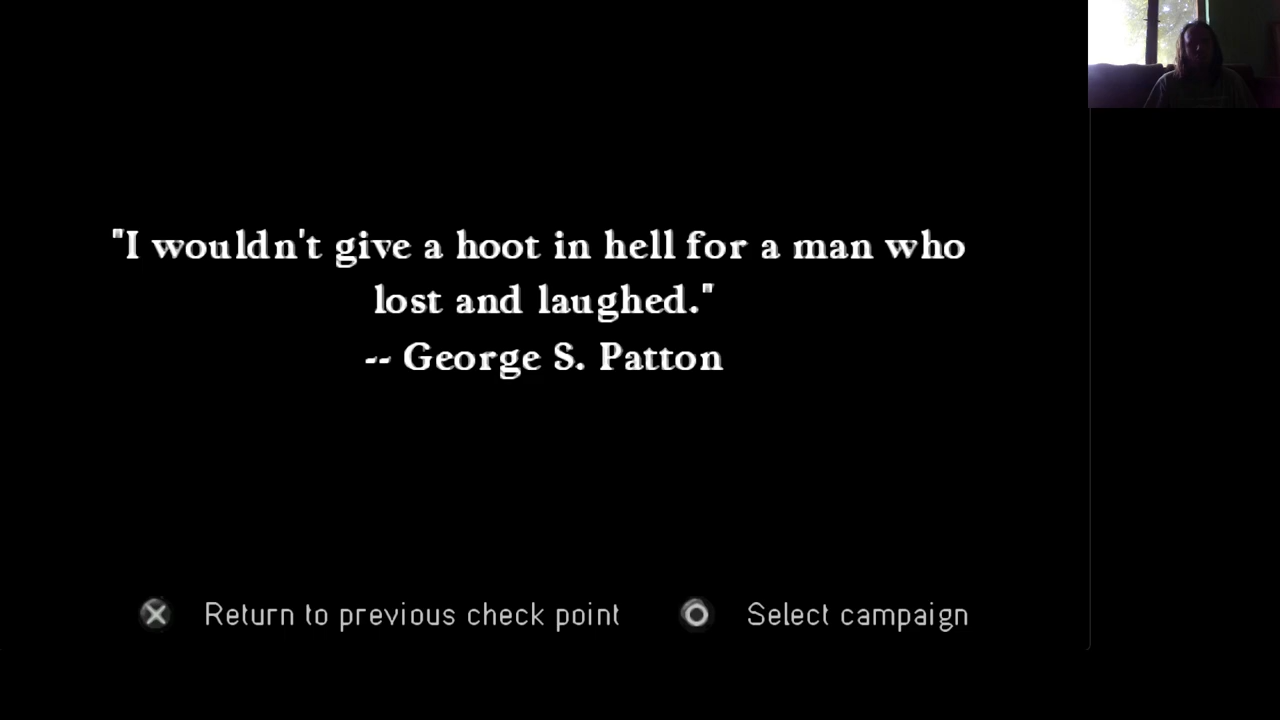 "I wouldn't give a hoot in hell for a man who
lost and laughed."
-- George S. Patton
Return to previous check point Select campaign